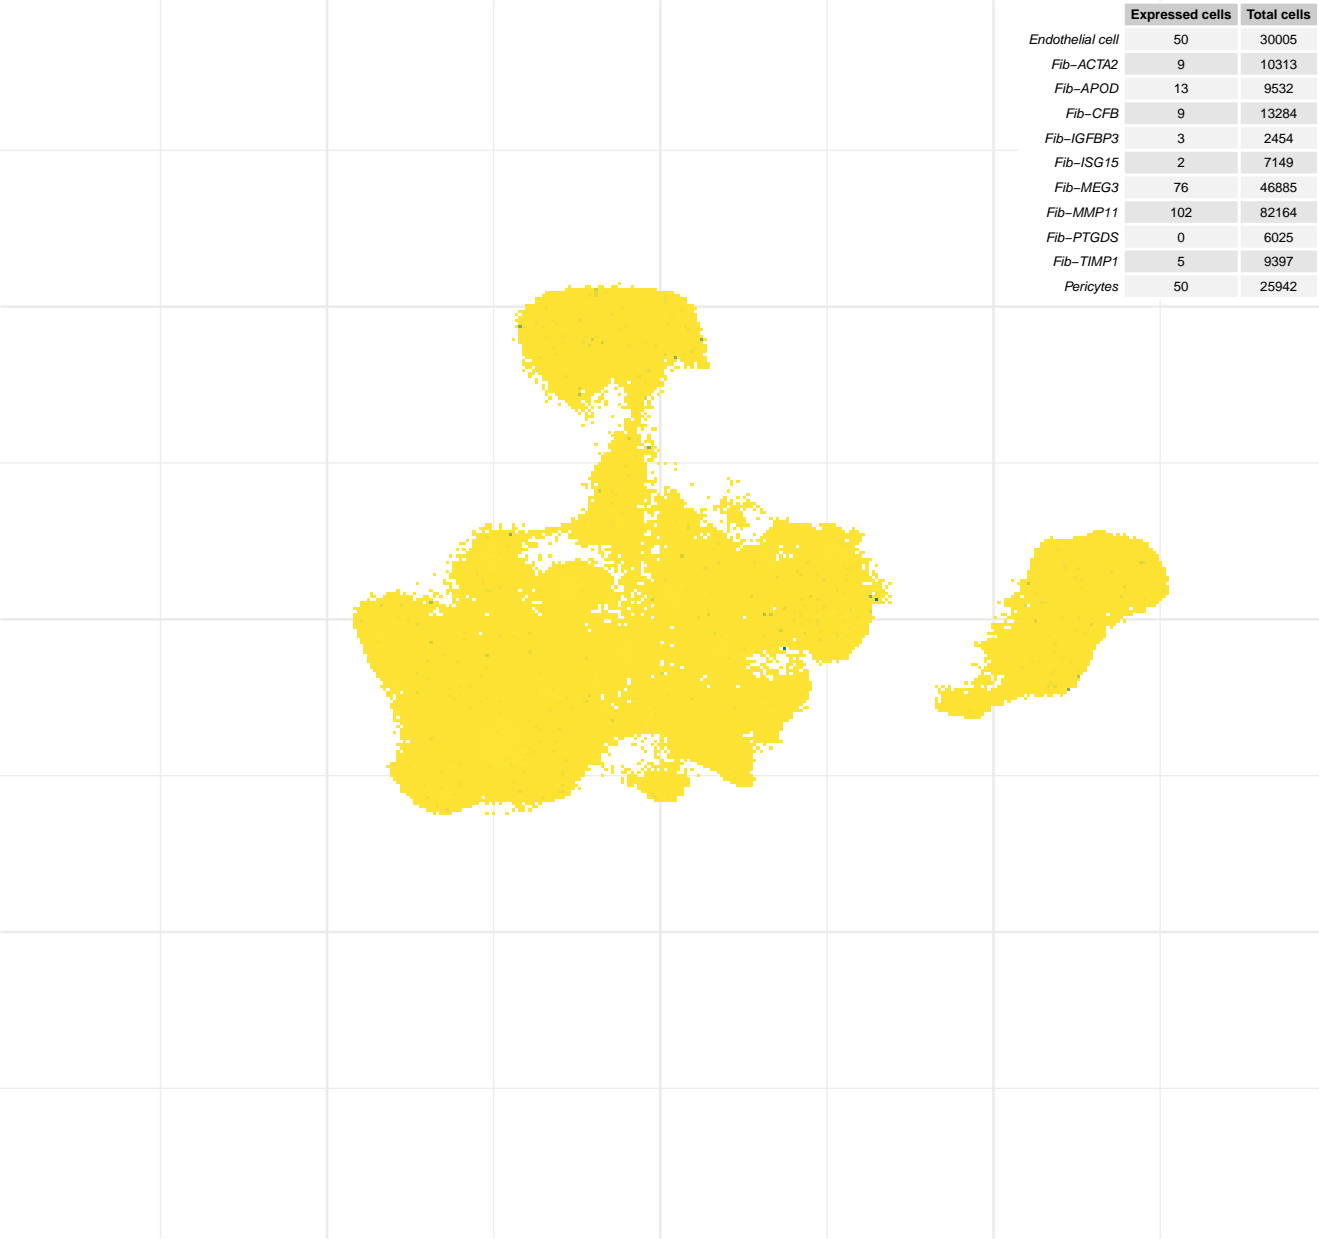 Expressed cells Total cells
Endothelial cell 50 30005
Fib−ACTA2 9 10313
Fib−APOD 13 9532
Fib−CFB 9 13284
Fib−IGFBP3 3 2454
Fib−ISG15 2 7149
Fib−MEG3 76 46885
Fib−MMP11 102 82164
Fib−PTGDS 0 6025
Fib−TIMP1 5 9397
Pericytes 50 25942